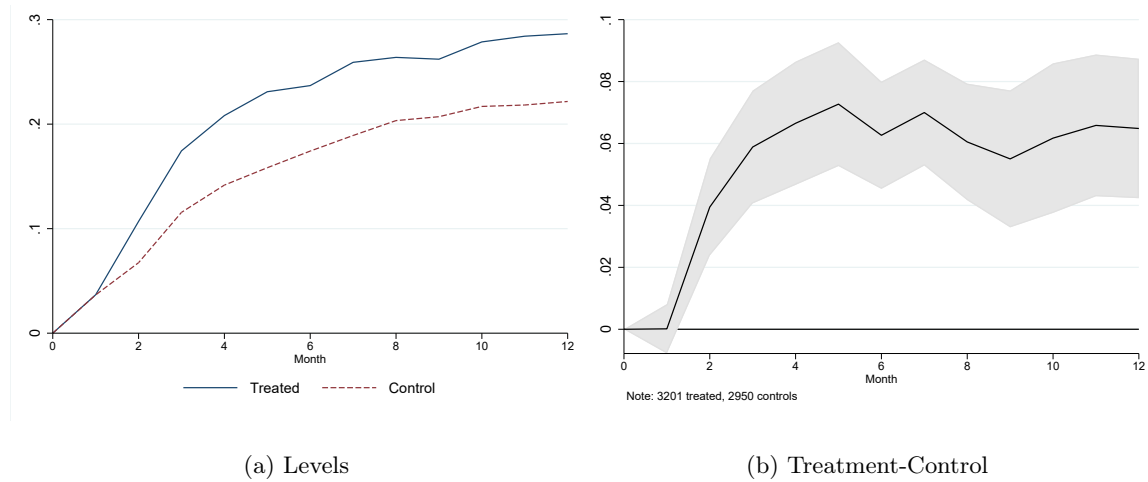 .3
.2
.1
0
0 2 4 6 8 10 12
Month
Treated Control
(a) Levels
.1
.08
.06
.04
.02
0
0 2 4 6 8 10 12
Month
Note: 3201 treated, 2950 controls
(b) Treatment-Control